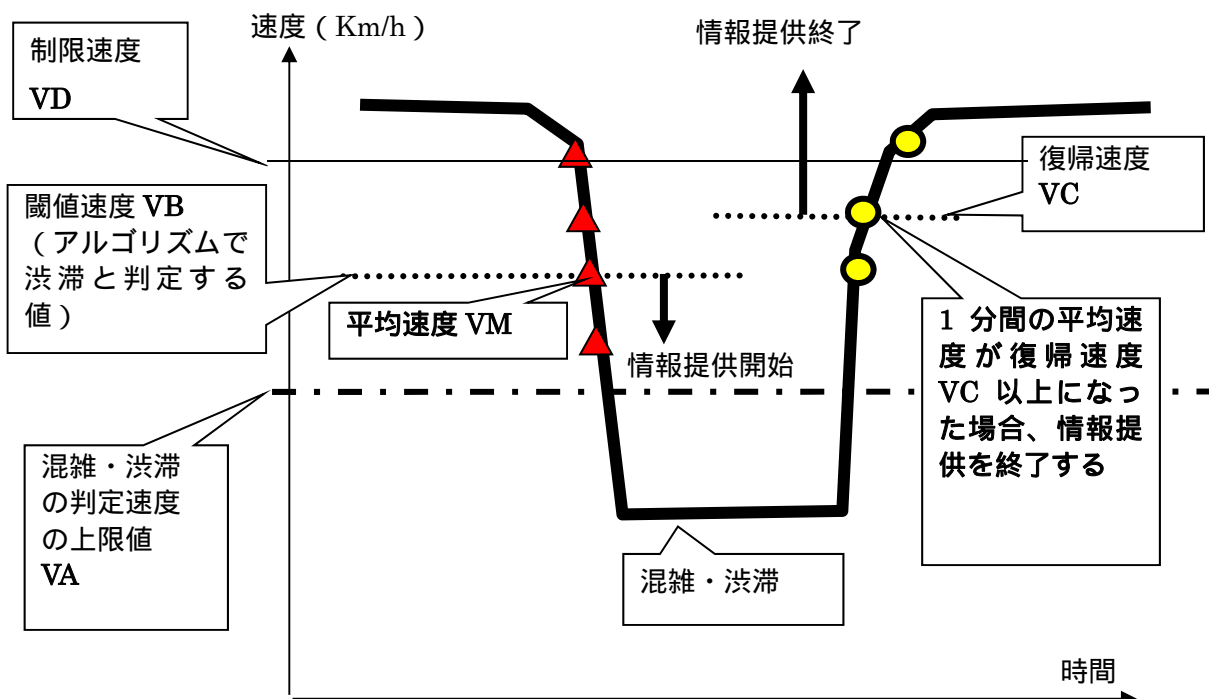 速度（Km/h）
情報提供終了
制限速度
VD
復帰速度
VC
閾値速度 VB
（アルゴリズムで
渋滞と判定する
値）
平均速度 VM
情報提供開始
1 分間の平均速
度が復帰速度
VC 以上になっ
た場合、情報提
供を終了する
混雑・渋滞
の判定速度
の上限値
VA
混雑・渋滞
時間